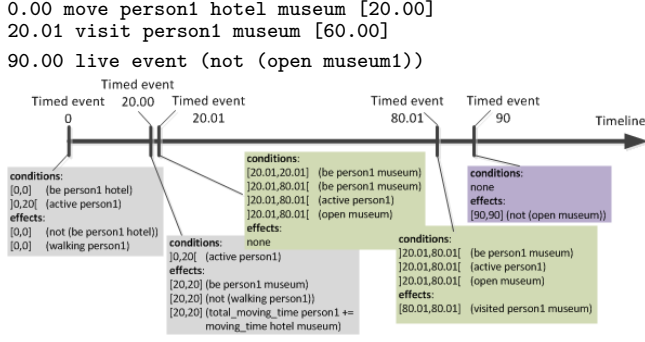 0.00 move person1 hotel museum [20.00]
20.01 visit person1 museum [60.00]
90.00 live event (not (open museum1))
Timed event
0
Timed event
20.00
Timed event
20.01
Timed event
80.01
Timed event
90
Timeline
conditions:
[0,0] (be person1 hotel)
]0,20[ (active person1)
effects:
[0,0] (not (be person1 hotel))
[0,0] (walking person1)
conditions:
]0,20[ (active person1)
effects:
[20,20] (be person1 museum)
[20,20] (not (walking person1))
[20,20] (total_moving_time person1 +=
moving_time hotel museum)
conditions:
[20.01,20.01] (be person1 museum)
]20.01,80.01[ (be person1 museum)
]20.01,80.01[ (active person1)
]20.01,80.01[ (open museum)
effects:
none
conditions:
]20.01,80.01[ (be person1 museum)
]20.01,80.01[ (active person1)
]20.01,80.01[ (open museum)
effects:
[80.01,80.01] (visited person1 museum)
conditions:
none
effects:
[90,90] (not (open museum))